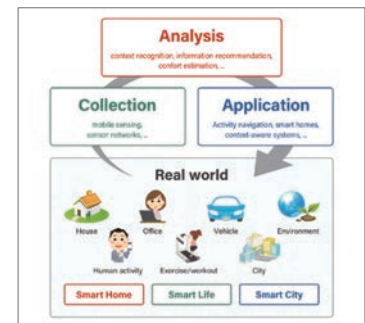 Analysis
context recognition, information recommendation,
confort estimation, ...
Collection
mobile sensing,
sensor networks, ..
Application
Activity navigation, smart homes,
context-aware systems, ...
Real world
House
Office
Vehicle
Environment
Human activity
Exercise/workout
City
Smart Home
Smart Life
Smart City